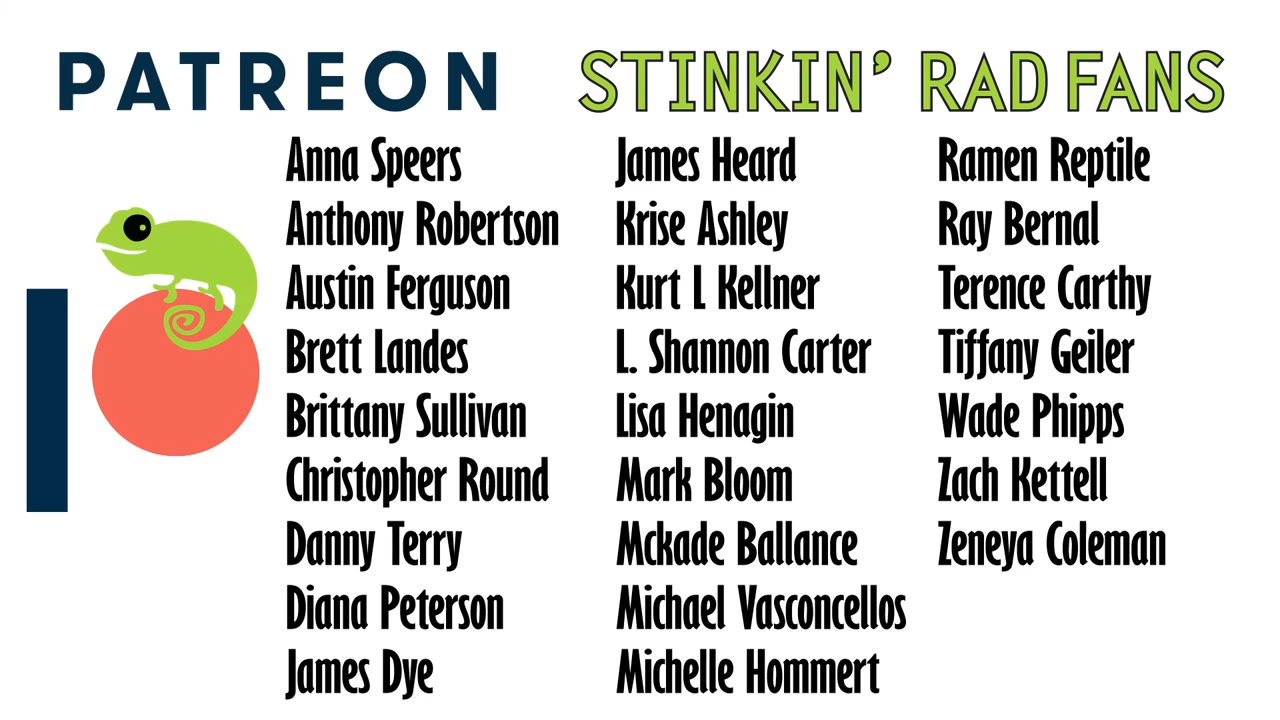 PATREON STINKIN' RAD FANS
Anna Speers
Anthony Robertson
Austin Ferguson
Brett Landes
Brittany Sullivan
Christopher Round
Danny Terry
Diana Peterson
James Dye
James Heard
Krise Ashley
Kurt L Kellner
L. Shannon Carter
Lisa Henagin
Mark Bloom
Mckade Ballance
Michael Vasconcellos
Michelle Hommert
Ramen Reptile
Ray Bernal
Terence Carthy
Tiffany Geiler
Wade Phipps
Zach Kettell
Zeneya Coleman